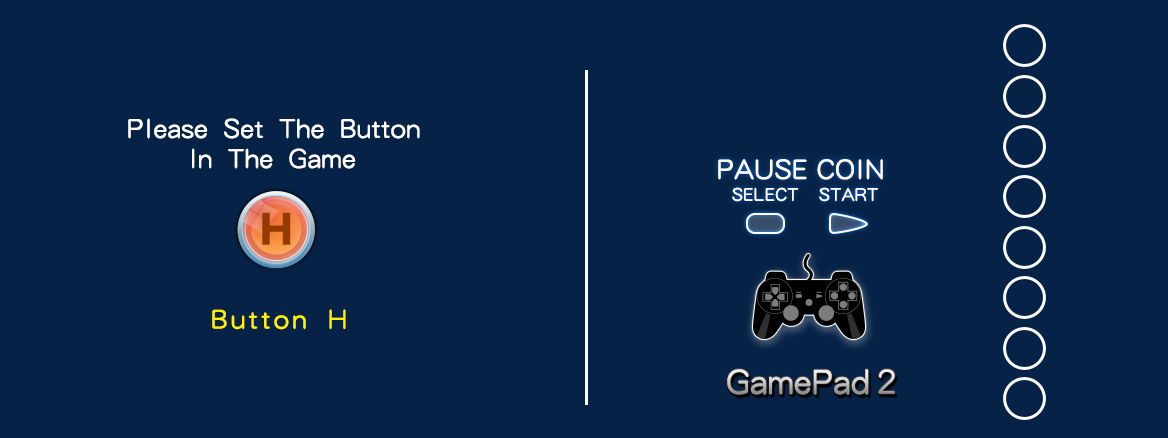 Please Set The Button
In The Game
H
Button H
PAUSE COIN
SELECT START
GamePad 2